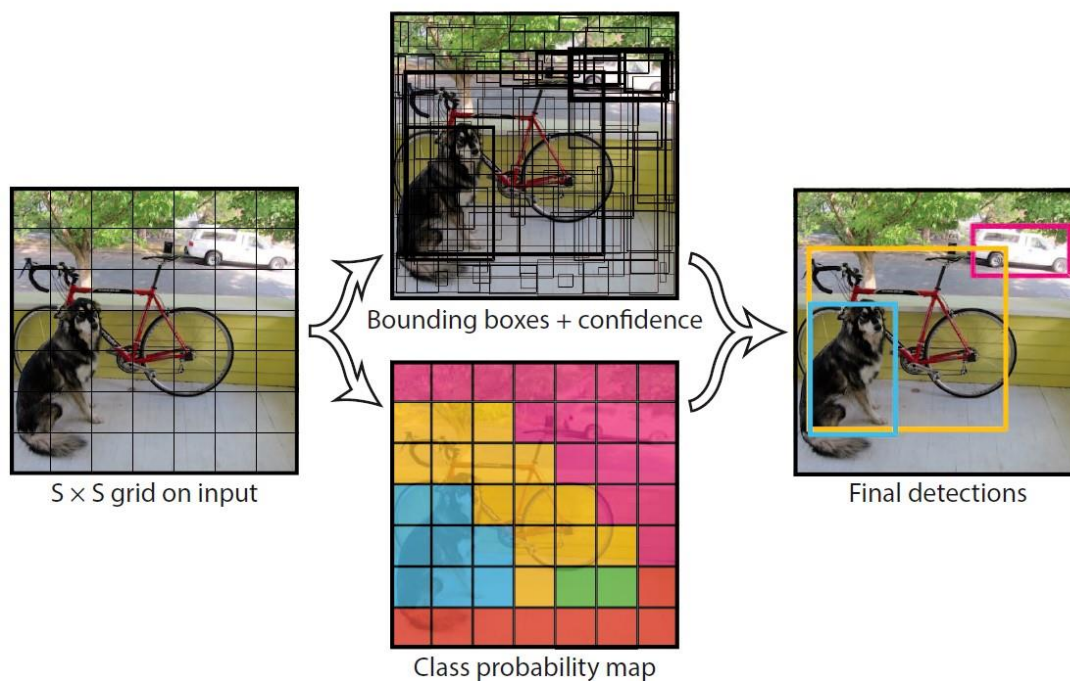 Bounding boxes + confidence
S × S grid on input
Final detections
Class probability map